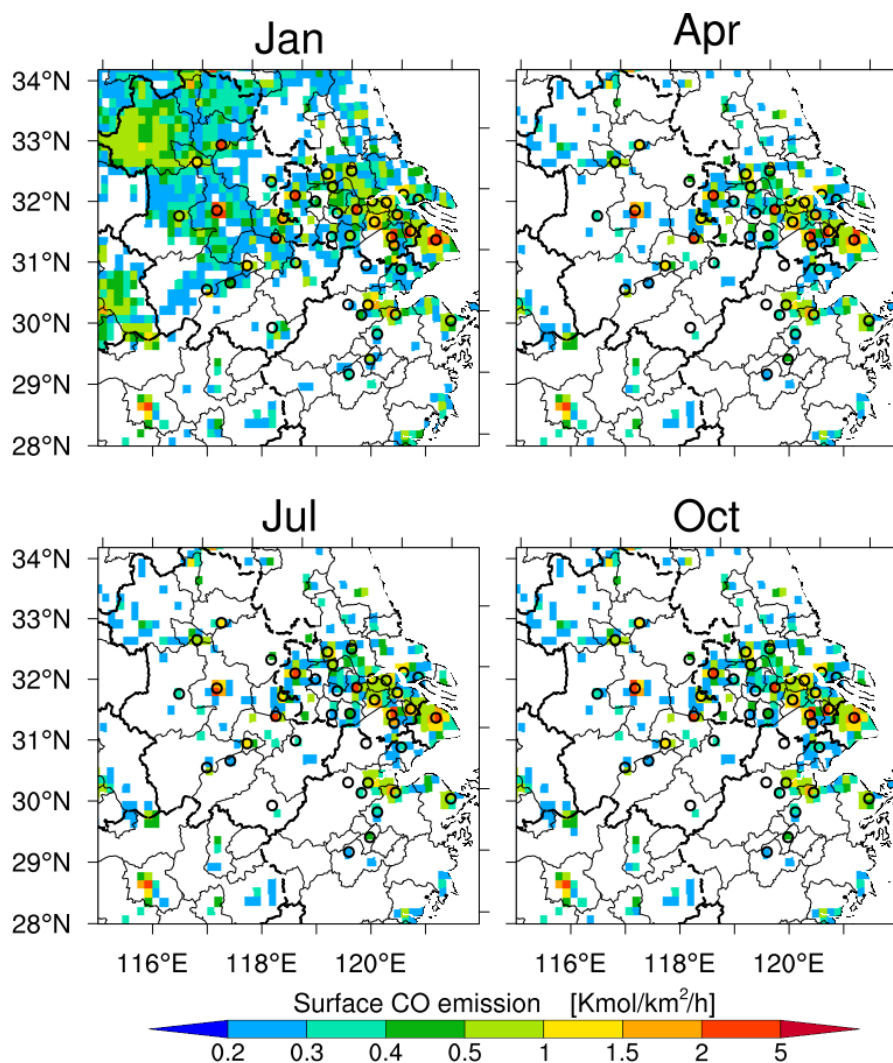 Jan Apr
34°N
33°N
32°N
31°N
30°N
29°N
28°N
Jul Oct
34°N
33°N
32°N
31°N
30°N
29°N
28°N
116°E 118°E 120°E 116°E 118°E 120°E
Surface CO emission [Kmol/km²/h]
0.2 0.3 0.4 0.5 1 1.5 2 5